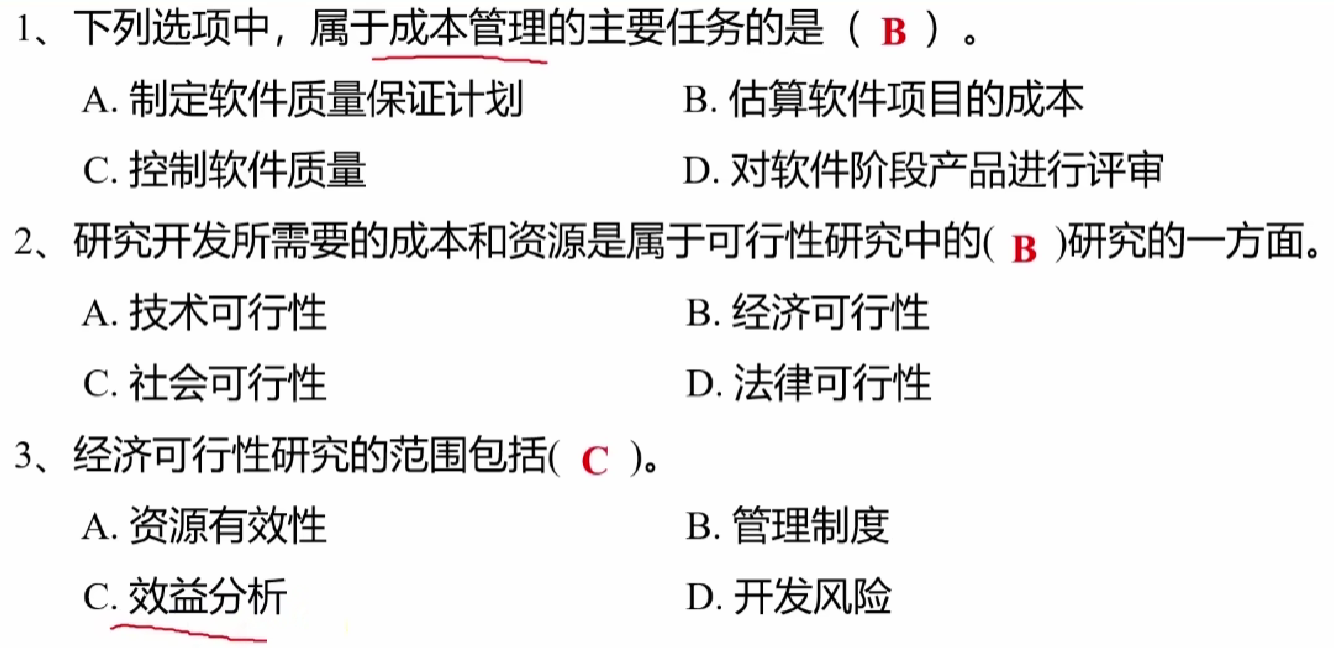 1、下列选项中，属于成本管理的主要任务的是（ B ）。
A. 制定软件质量保证计划 B. 估算软件项目的成本
C. 控制软件质量 D. 对软件阶段产品进行评审
2、研究开发所需要的成本和资源是属于可行性研究中的( B )研究的一方面。
A. 技术可行性 B. 经济可行性
C. 社会可行性 D. 法律可行性
3、经济可行性研究的范围包括( C )。
A. 资源有效性 B. 管理制度
C. 效益分析 D. 开发风险